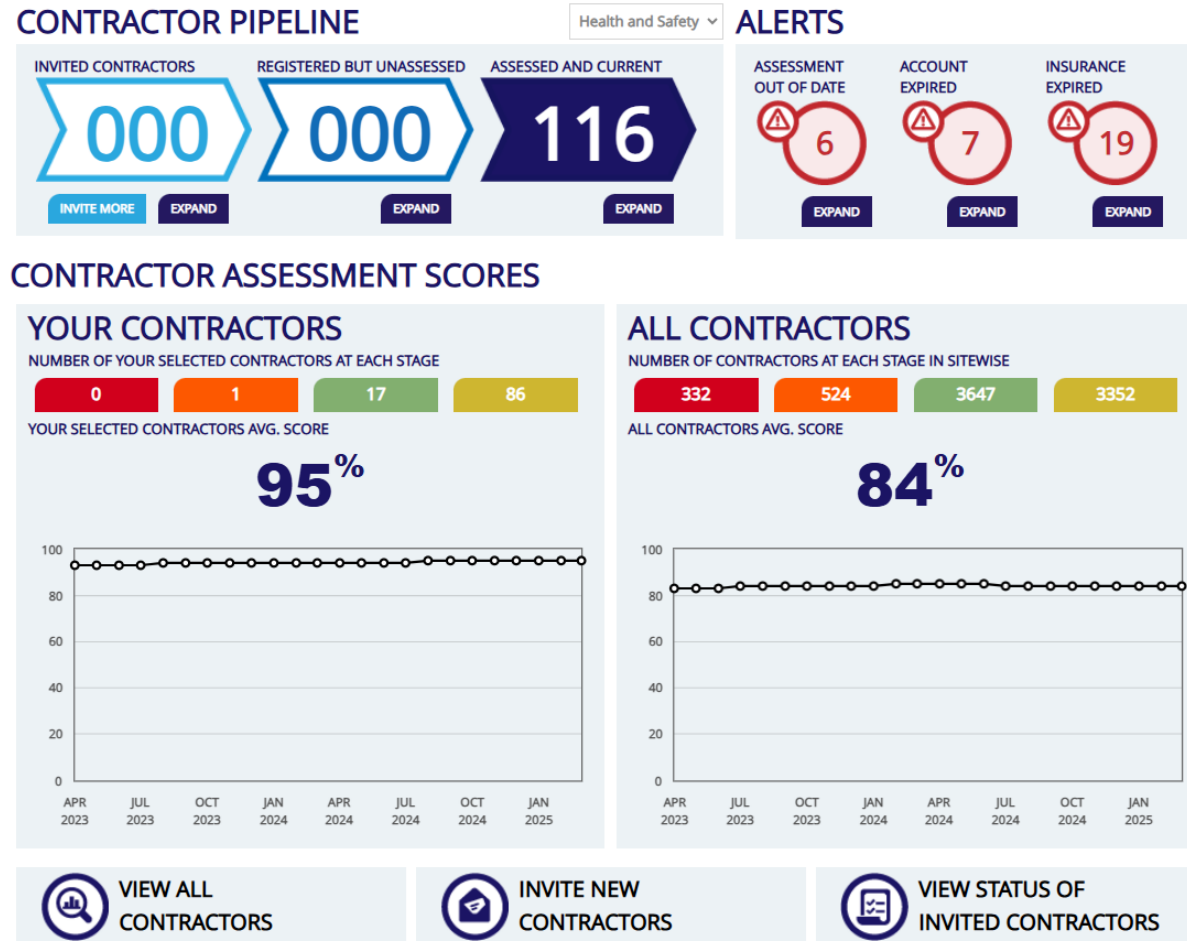 CONTRACTOR PIPELINE
Health and Safety
INVITED CONTRACTORS
000
INVITE MORE
EXPAND
REGISTERED BUT UNASSESSED
000
EXPAND
ASSESSED AND CURRENT
116
EXPAND
ALERTS
ASSESSMENT
OUT OF DATE
6
EXPAND
ACCOUNT
EXPIRED
7
EXPAND
INSURANCE
EXPIRED
19
EXPAND
CONTRACTOR ASSESSMENT SCORES
YOUR CONTRACTORS
NUMBER OF YOUR SELECTED CONTRACTORS AT EACH STAGE
0 1 17 86
YOUR SELECTED CONTRACTORS AVG. SCORE
95%
100
80
60
40
20
0
APR JUL OCT JAN APR JUL OCT JAN
2023 2023 2023 2024 2024 2024 2024 2025
ALL CONTRACTORS
NUMBER OF CONTRACTORS AT EACH STAGE IN SITEWISE
332 524 3647 3352
ALL CONTRACTORS AVG. SCORE
84%
100
80
60
40
20
0
APR JUL OCT JAN APR JUL OCT JAN
2023 2023 2023 2024 2024 2024 2024 2025
VIEW ALL
CONTRACTORS
INVITE NEW
CONTRACTORS
VIEW STATUS OF
INVITED CONTRACTORS